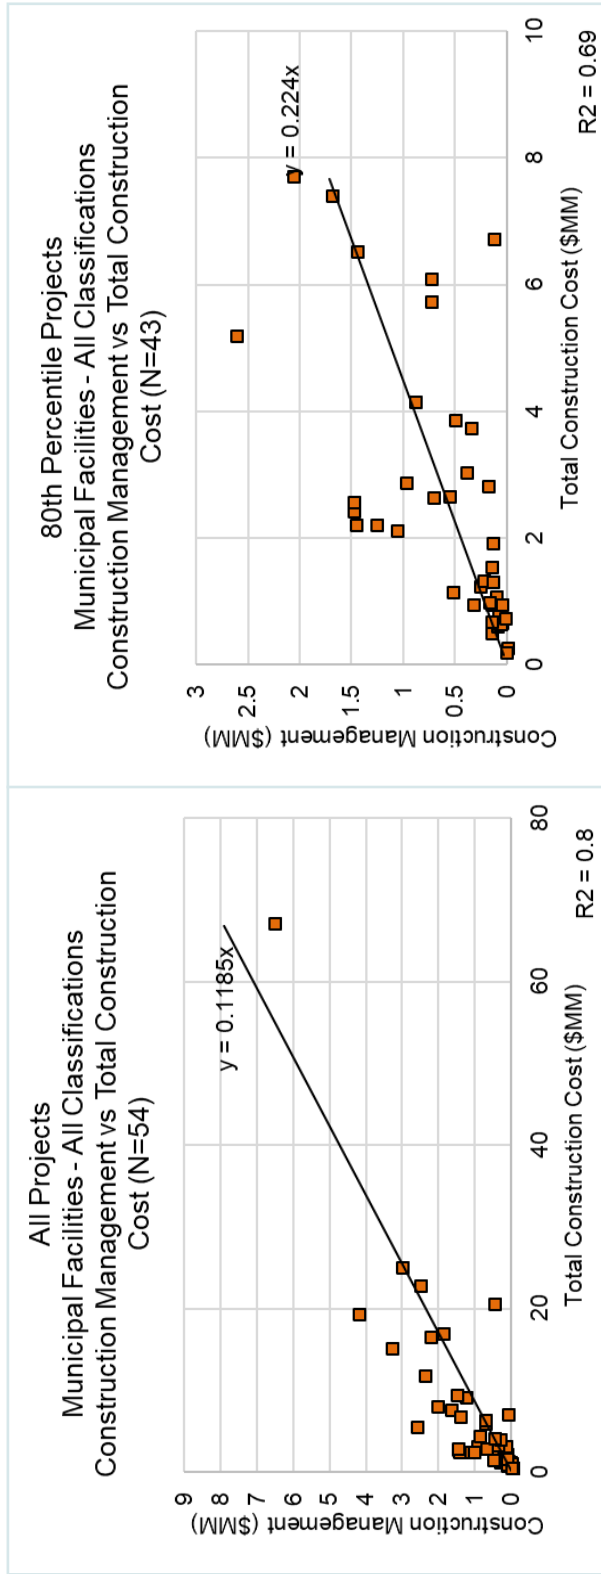 All Projects
Municipal Facilities - All Classifications
Construction Management vs Total Construction
Cost (N=54)
y = 0.1185x
9
8
7
6
5
4
3
2
1
0
Construction Management ($MM)
0
20
40
60
80
Total Construction Cost ($MM)
R2 = 0.8
80th Percentile Projects
Municipal Facilities - All Classifications
Construction Management vs Total Construction
Cost (N=43)
y = 0.224x
3
2.5
2
1.5
1
0.5
0
Construction Management ($MM)
0
2
4
6
8
10
Total Construction Cost ($MM)
R2 = 0.69